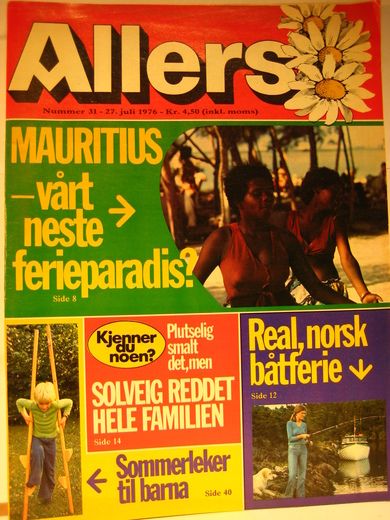 Allers
Nummer 31 - 27. juli 1976 - Kr. 4,50 (inkl. moms)
MAURITIUS
– vårt
neste →
ferieparadis?
Side 8
Kjenner
du
noen?
Plutselig
smalt
det, men
SOLVEIG REDDET
HELE FAMILIEN
Side 14
Real, norsk
båtferie ↓
Side 12
← Sommerleker
til barna
Side 40